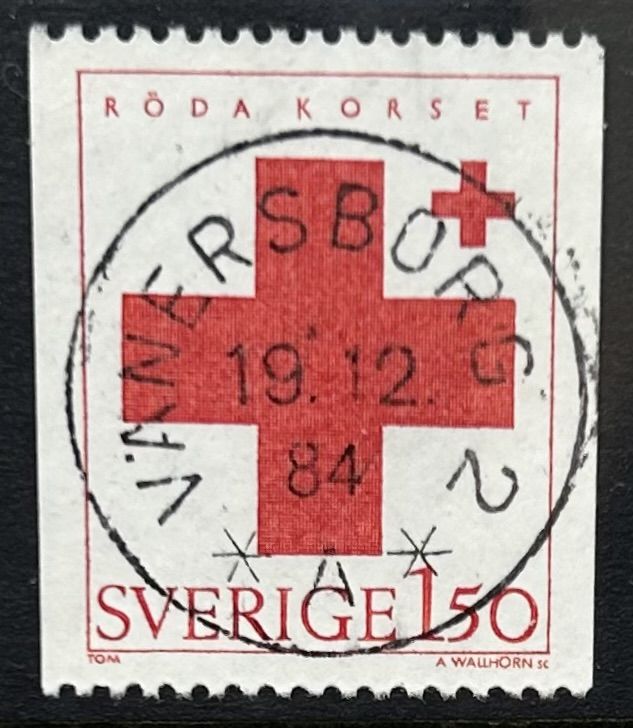 RÖDA KORSET
VÄNERSBORG 2
19.12.
84
* A *
SVERIGE 150
TOM
A WALLHORN SC